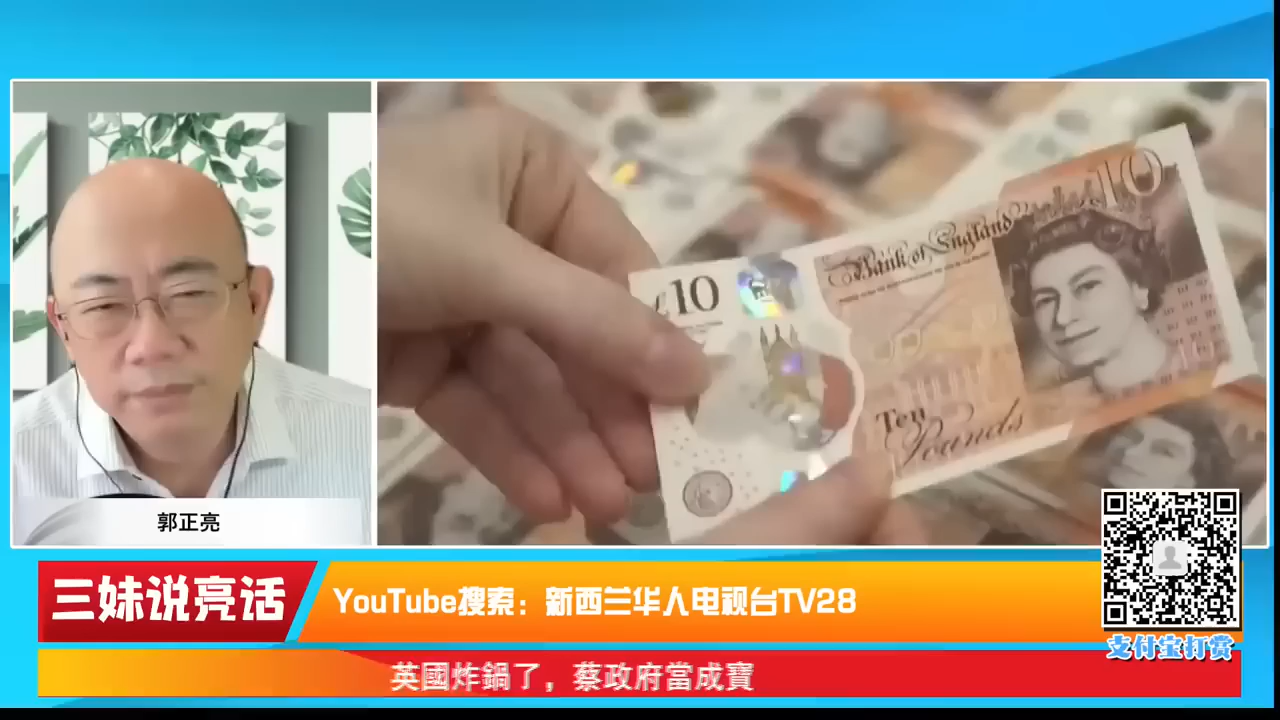 £10
Bank of England
10
Ten
Pounds
郭正亮
三妹说亮话
YouTube搜索：新西兰华人电视台TV28
支付宝打赏
英國炸鍋了，蔡政府當成寶